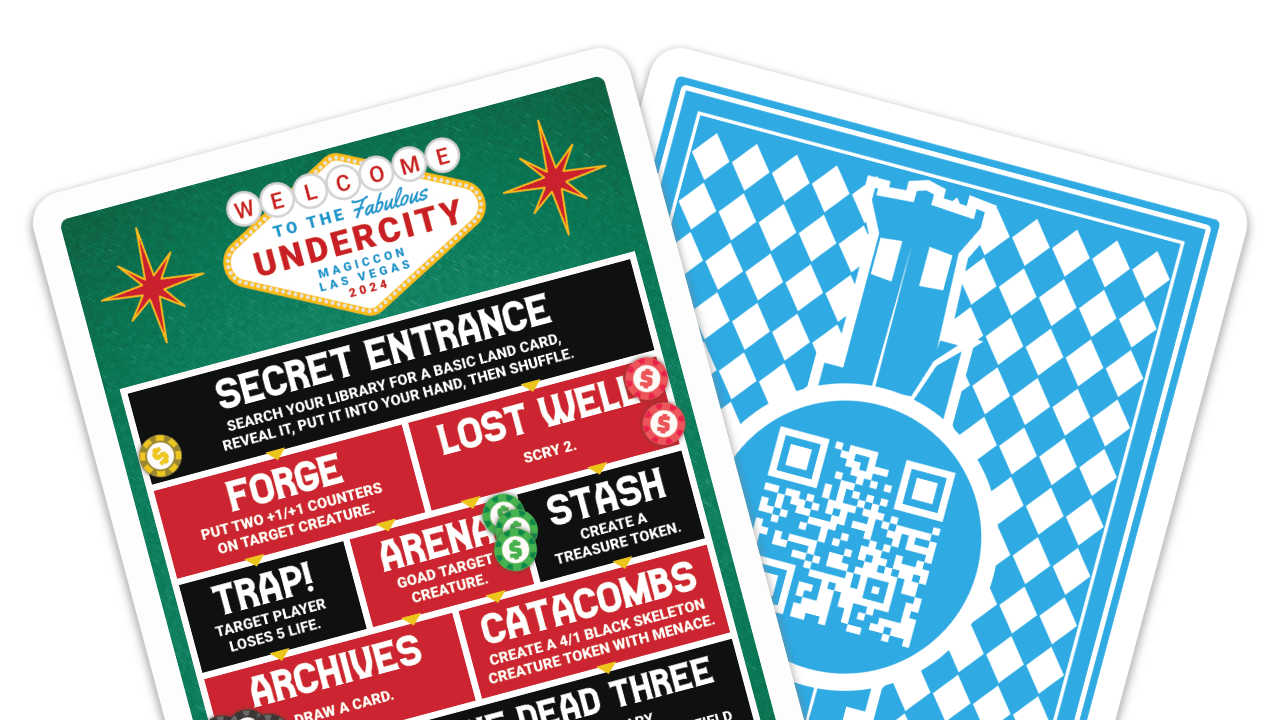 WELCOME
TO THE Fabulous
UNDERCITY
MAGICCON
LAS VEGAS
2024
SECRET ENTRANCE
SEARCH YOUR LIBRARY FOR A BASIC LAND CARD,
REVEAL IT, PUT IT INTO YOUR HAND, THEN SHUFFLE.
FORGE
PUT TWO +1/+1 COUNTERS
ON TARGET CREATURE.
LOST WELL
SCRY 2.
TRAP!
TARGET PLAYER
LOSES 5 LIFE.
ARENA
GOAD TARGET
CREATURE.
STASH
CREATE A
TREASURE TOKEN.
ARCHIVES
DRAW A CARD.
CATACOMBS
CREATE A 4/1 BLACK SKELETON
CREATURE TOKEN WITH MENACE.
DEAD THREE